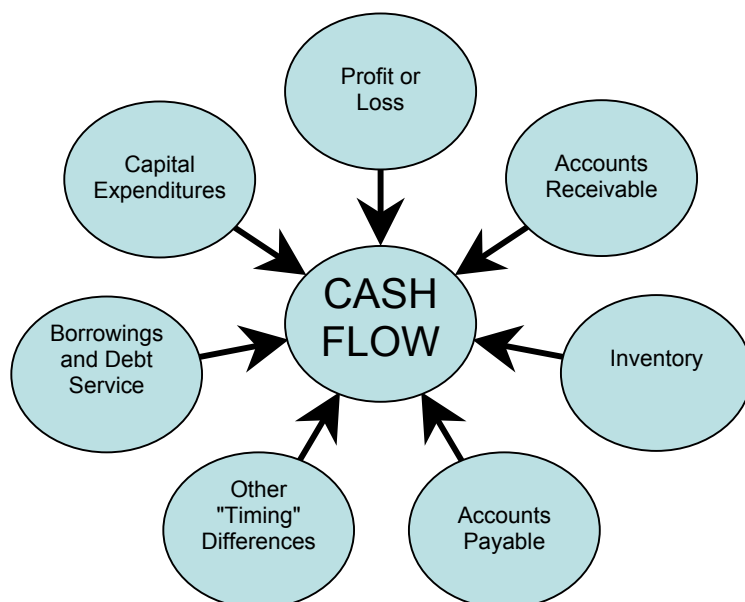 Profit or
Loss
Capital
Expenditures
Accounts
Receivable
CASH
FLOW
Borrowings
and Debt
Service
Inventory
Other
"Timing"
Differences
Accounts
Payable